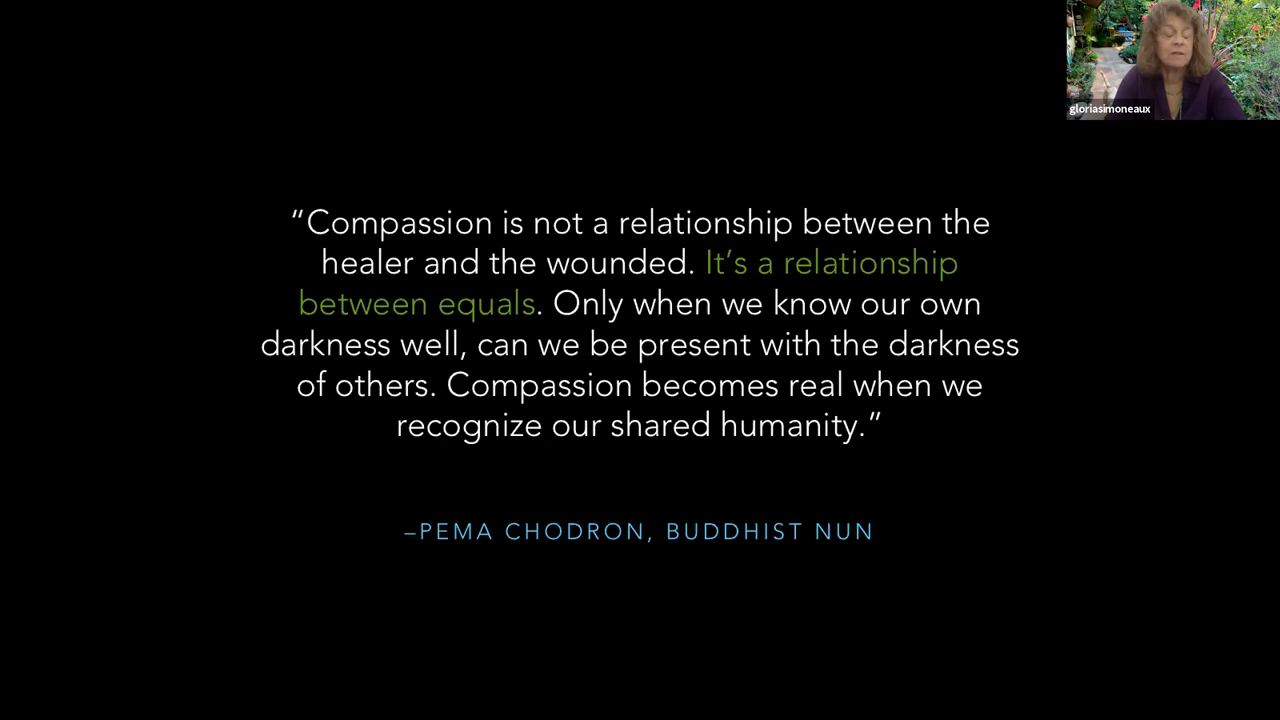 gloriasimoneaux
“Compassion is not a relationship between the
healer and the wounded. It’s a relationship
between equals. Only when we know our own
darkness well, can we be present with the darkness
of others. Compassion becomes real when we
recognize our shared humanity.”
–PEMA CHODRON, BUDDHIST NUN